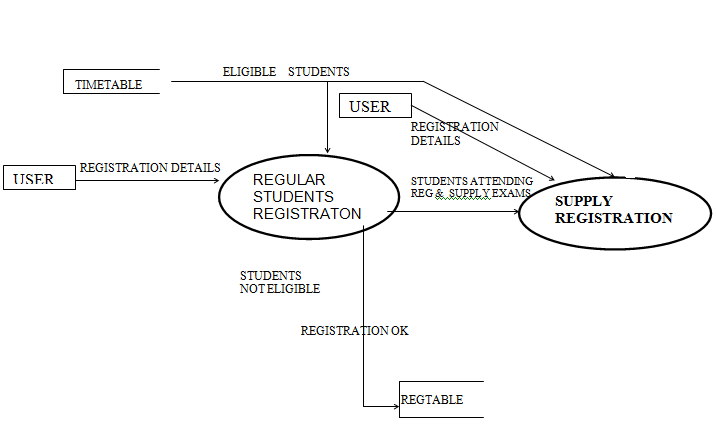 ELIGIBLE STUDENTS
TIMETABLE
USER
REGISTRATION
DETAILS
REGISTRATION DETAILS
USER
REGULAR
STUDENTS
REGISTRATON
STUDENTS ATTENDING
REG & SUPPLY EXAMS
SUPPLY
REGISTRATION
STUDENTS
NOT ELIGIBLE
REGISTRATION OK
REGTABLE